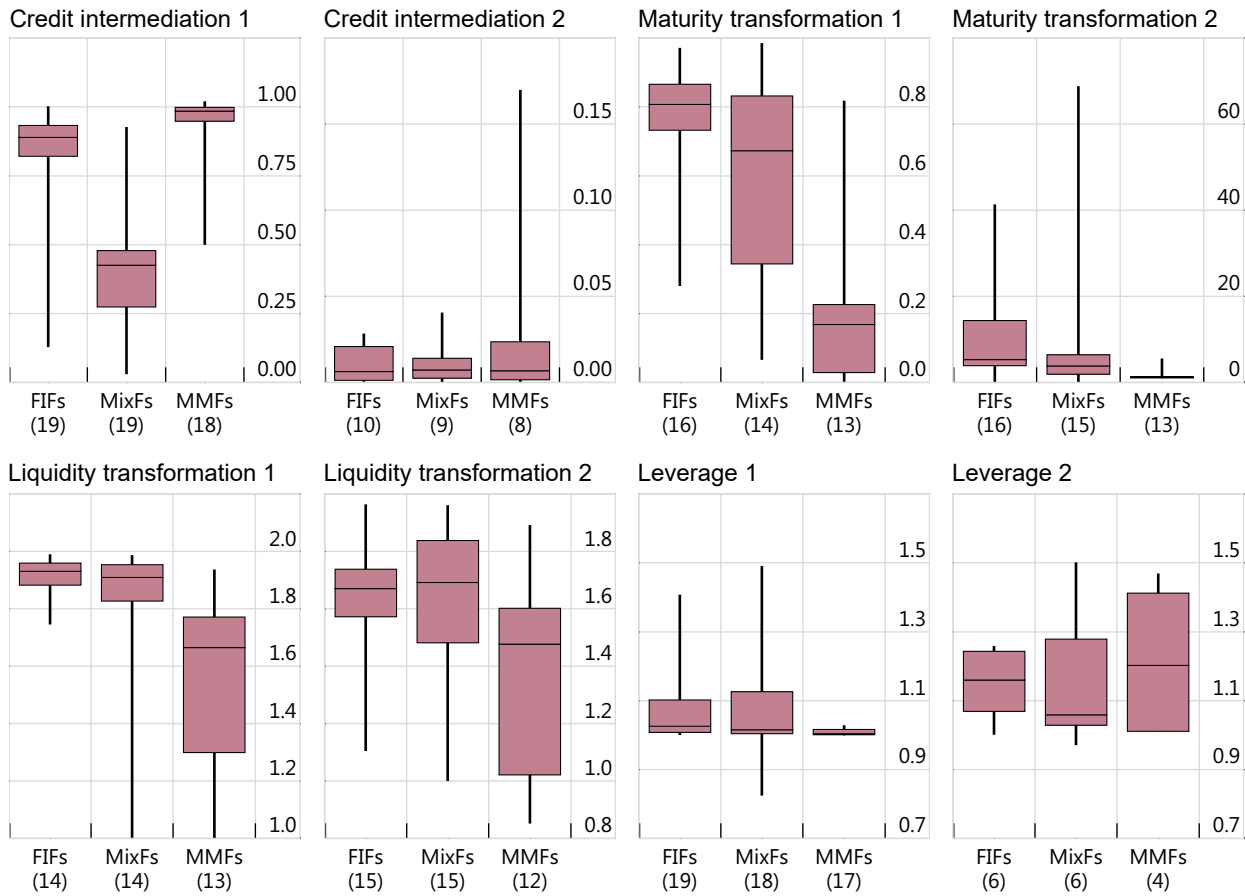 Credit intermediation 1
1.00
0.75
0.50
0.25
0.00
FIFs MixFs MMFs
(19) (19) (18)
Credit intermediation 2
0.15
0.10
0.05
0.00
FIFs MixFs MMFs
(10) (9) (8)
Maturity transformation 1
0.8
0.6
0.4
0.2
0.0
FIFs MixFs MMFs
(16) (14) (13)
Maturity transformation 2
60
40
20
0
FIFs MixFs MMFs
(16) (15) (13)
Liquidity transformation 1
2.0
1.8
1.6
1.4
1.2
1.0
FIFs MixFs MMFs
(14) (14) (13)
Liquidity transformation 2
1.8
1.6
1.4
1.2
1.0
0.8
FIFs MixFs MMFs
(15) (15) (12)
Leverage 1
1.5
1.3
1.1
0.9
0.7
FIFs MixFs MMFs
(19) (18) (17)
Leverage 2
1.5
1.3
1.1
0.9
0.7
FIFs MixFs MMFs
(6) (6) (4)